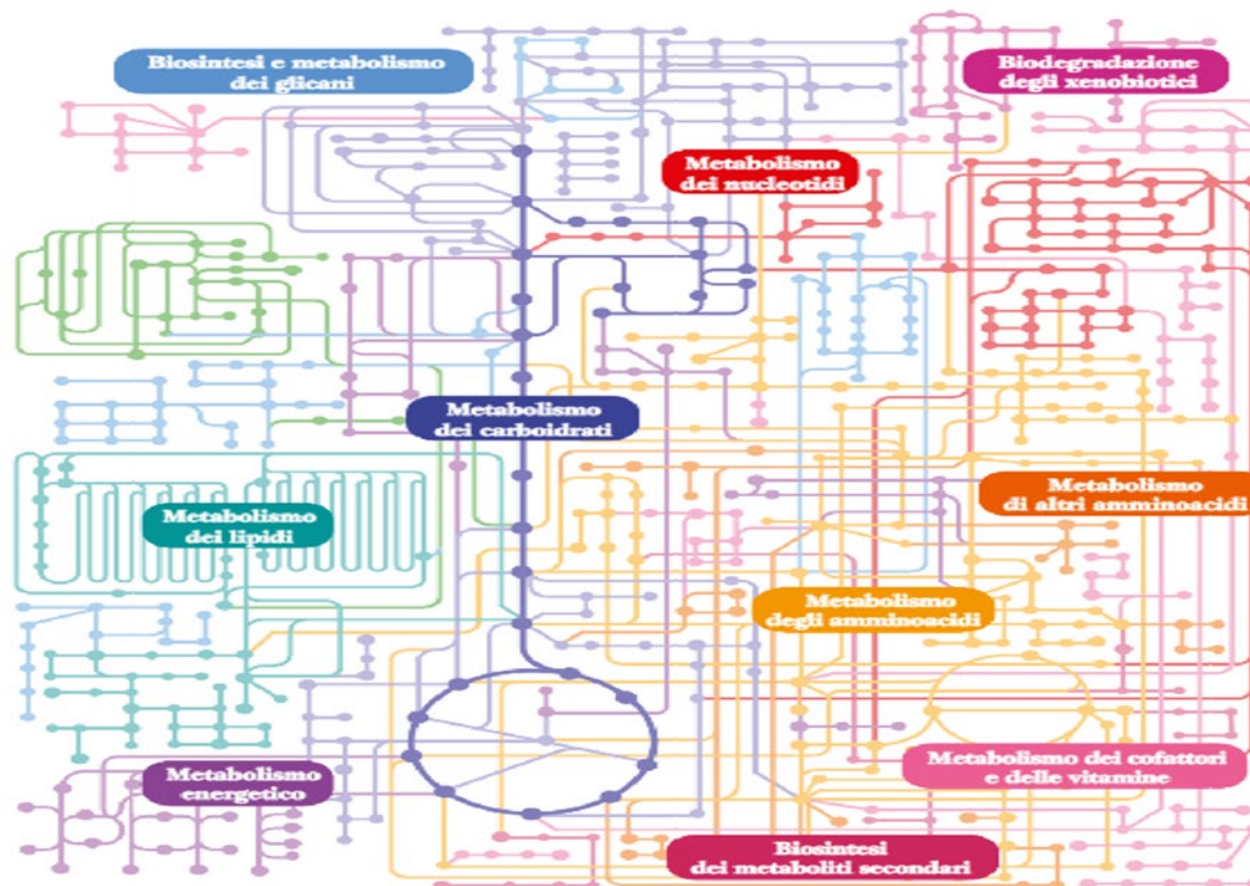 Biosintesi e metabolismo
dei glicani
Biodegradazione
degli xenobiotici
Metabolismo
dei nucleotidi
Metabolismo
dei carboidrati
Metabolismo
di altri amminoacidi
Metabolismo
dei lipidi
Metabolismo
degli amminoacidi
Metabolismo dei cofattori
e delle vitamine
Metabolismo
energetico
Biosintesi
dei metaboliti secondari